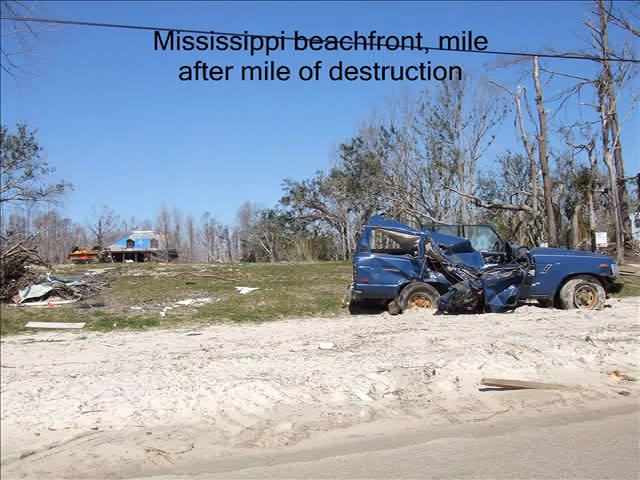 Mississippi beachfront, mile
after mile of destruction